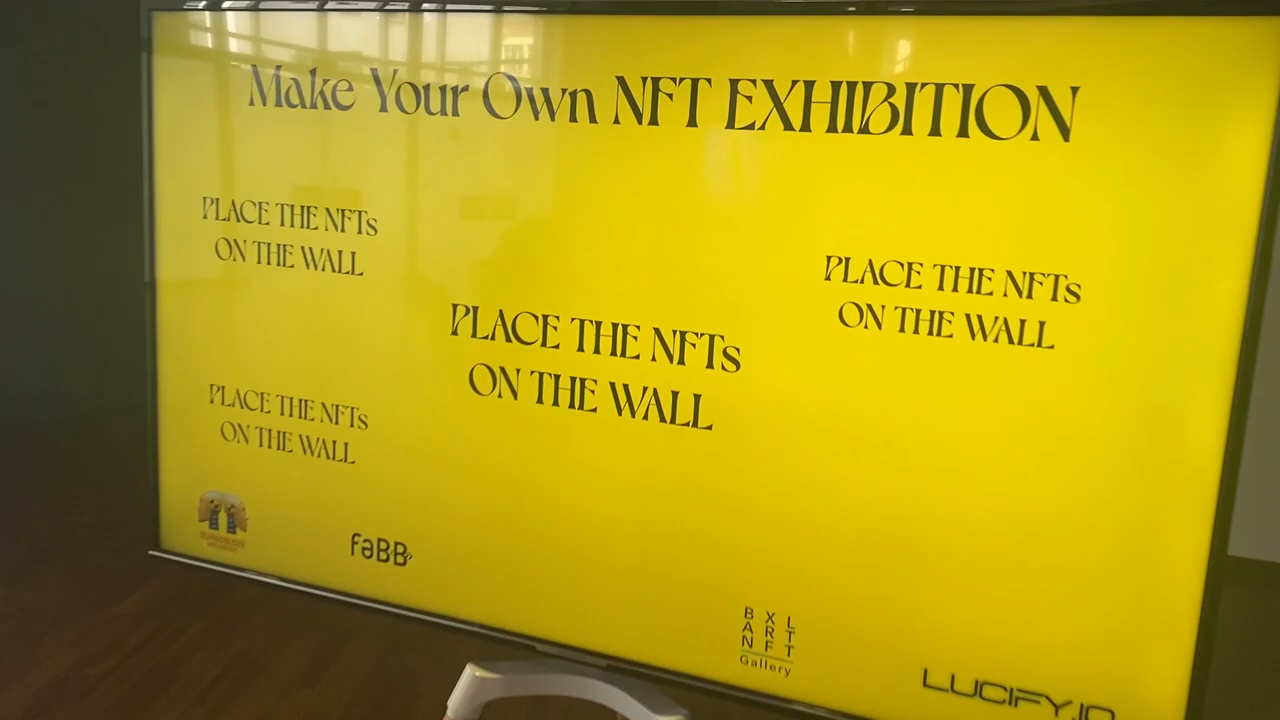 Make Your Own NFT EXHIBITION
PLACE THE NFTs
ON THE WALL
PLACE THE NFTs
ON THE WALL
PLACE THE NFTs
ON THE WALL
PLACE THE NFTs
ON THE WALL
faBB
B X L
A R T
N F T
Gallery
LUCIFY.IO